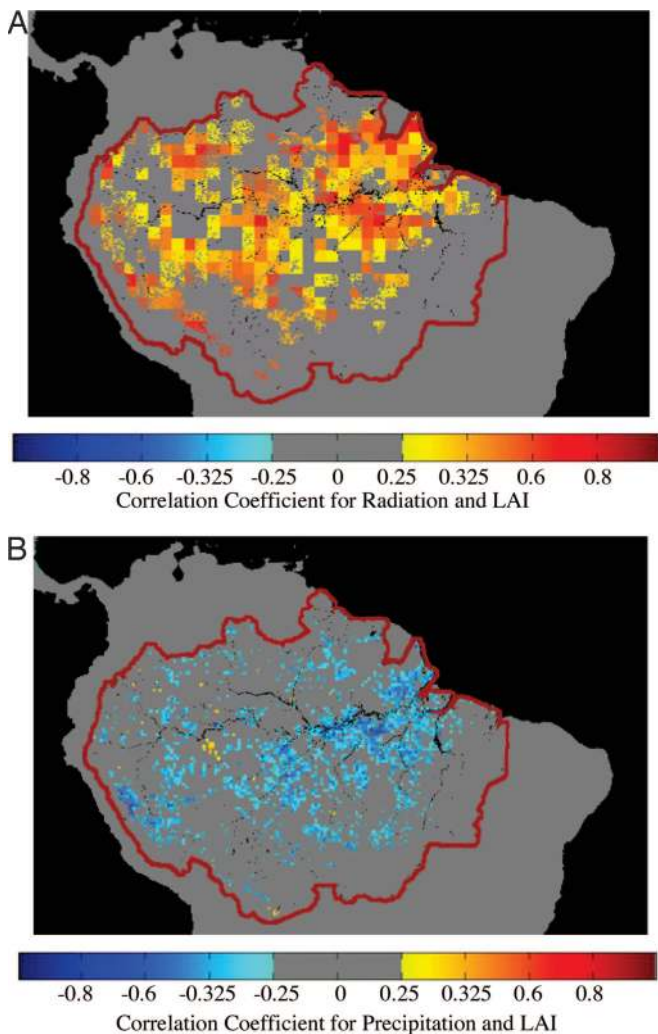 A
-0.8 -0.6 -0.325 -0.25 0 0.25 0.325 0.6 0.8
Correlation Coefficient for Radiation and LAI
B
-0.8 -0.6 -0.325 -0.25 0 0.25 0.325 0.6 0.8
Correlation Coefficient for Precipitation and LAI